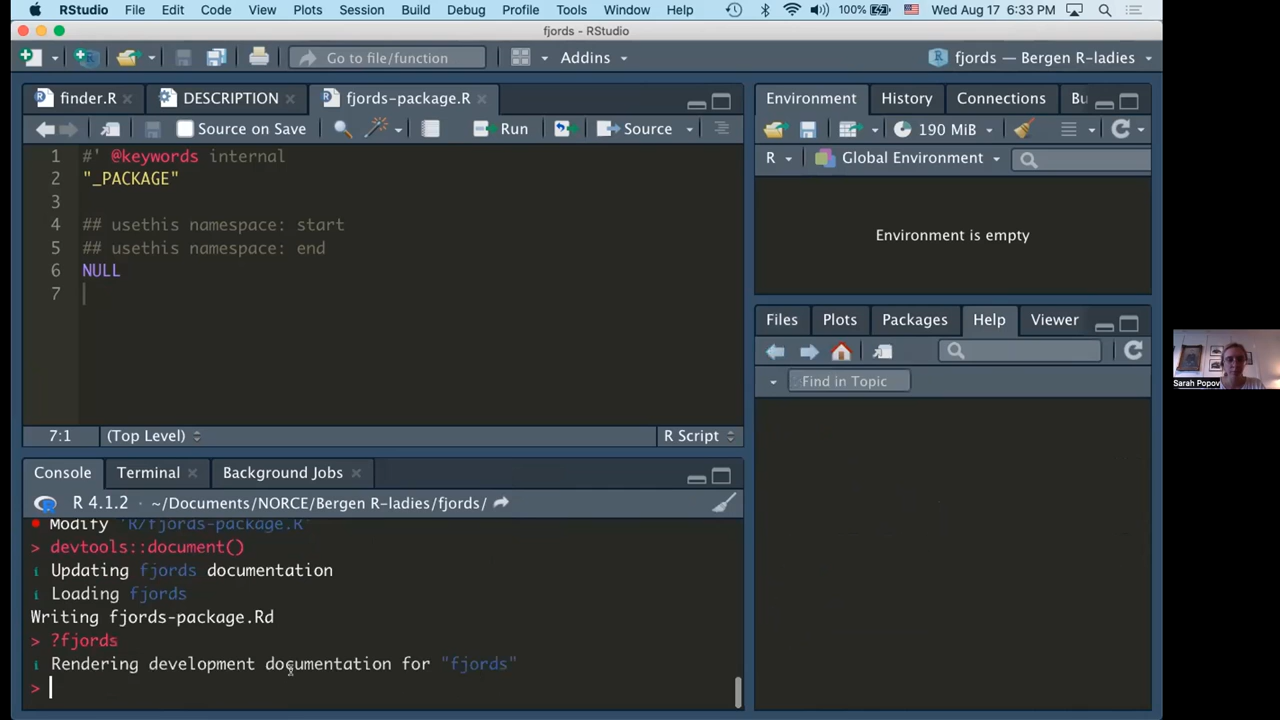 RStudio File Edit Code View Plots Session Build Debug Profile Tools Window Help 100% Wed Aug 17 6:33 PM
fjords - RStudio
Go to file/function Addins fjords — Bergen R-ladies
finder.R DESCRIPTION fjords-package.R
Source on Save Run Source
1 #' @keywords internal
2 "_PACKAGE"
3
4 ## usethis namespace: start
5 ## usethis namespace: end
6 NULL
7
7:1 (Top Level) R Script
Console Terminal Background Jobs
R 4.1.2 · ~/Documents/NORCE/Bergen R-ladies/fjords/
Modify 'R/fjords-package.R'
> devtools::document()
i Updating fjords documentation
i Loading fjords
Writing fjords-package.Rd
> ?fjords
i Rendering development documentation for "fjords"
>
Environment History Connections Bu
190 MiB
R Global Environment
Environment is empty
Files Plots Packages Help Viewer
Find in Topic
Sarah Popov